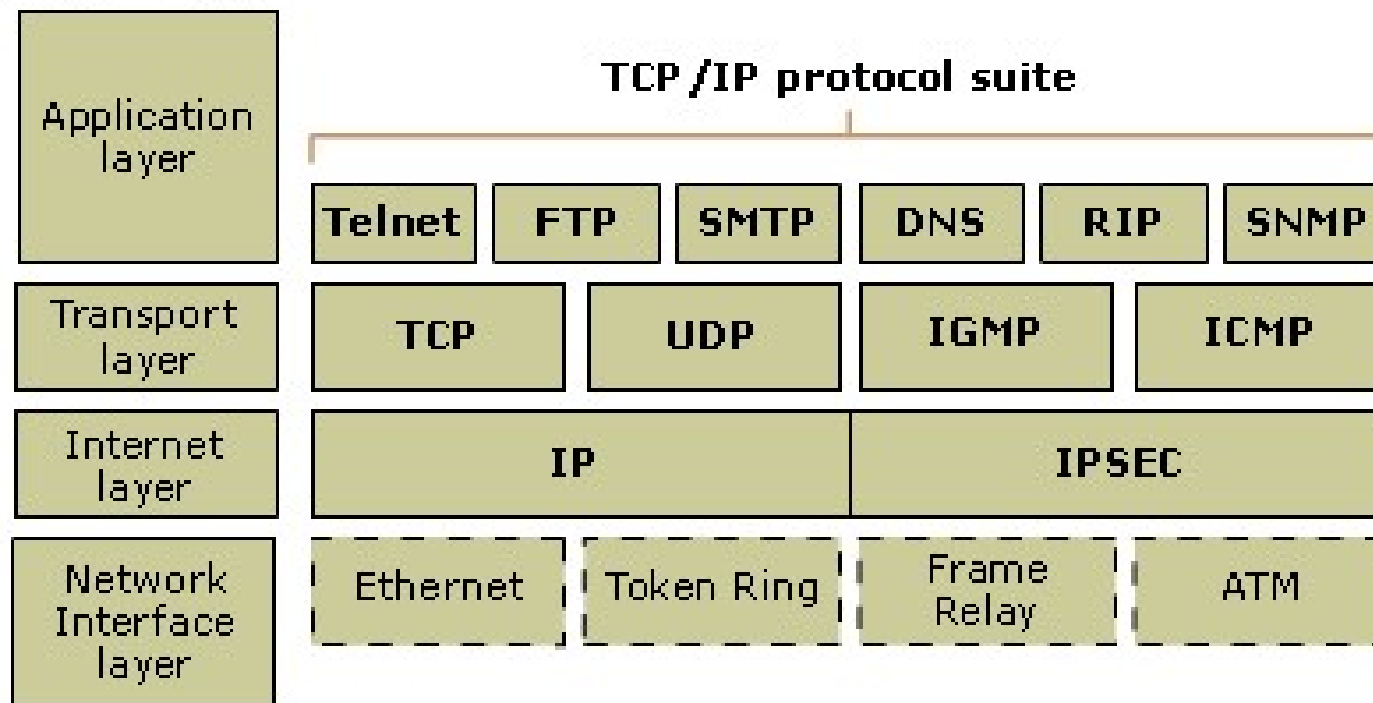 Application
layer
TCP/IP protocol suite
Telnet
FTP
SMTP
DNS
RIP
SNMP
Transport
layer
TCP
UDP
IGMP
ICMP
Internet
layer
IP
IPSEC
Network
Interface
layer
Ethernet
Token Ring
Frame
Relay
ATM